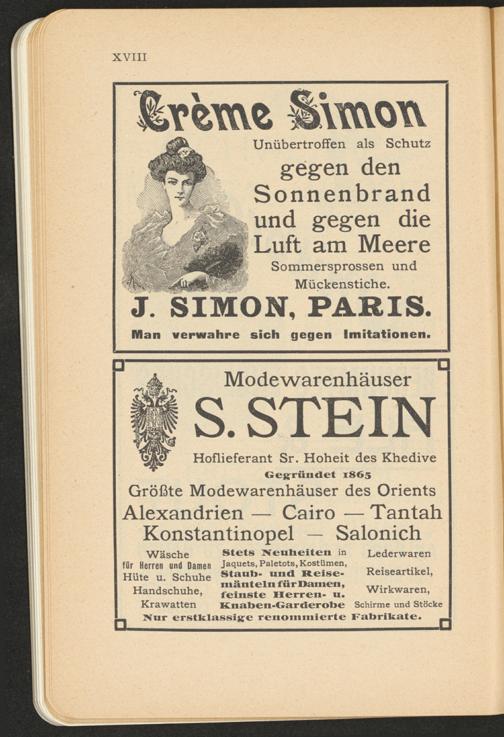 XVIII
Crème Simon
Unübertroffen als Schutz
gegen den
Sonnenbrand
und gegen die
Luft am Meere
Sommersprossen und
Mückenstiche.
J. SIMON, PARIS.
Man verwahre sich gegen Imitationen.
Modewarenhäuser
S. STEIN
Hoflieferant Sr. Hoheit des Khedive
Gegründet 1865
Größte Modewarenhäuser des Orients
Alexandrien — Cairo — Tantah
Konstantinopel — Salonich
Wäsche
für Herren und Damen
Hüte u. Schuhe
Handschuhe,
Krawatten
Stets Neuheiten in
Jaquets, Paletots, Kostümen,
Staub- und Reise-
mänteln für Damen,
feinste Herren- u.
Knaben-Garderobe
Lederwaren
Reiseartikel,
Wirkwaren,
Schirme und Stöcke
Nur erstklassige renommierte Fabrikate.